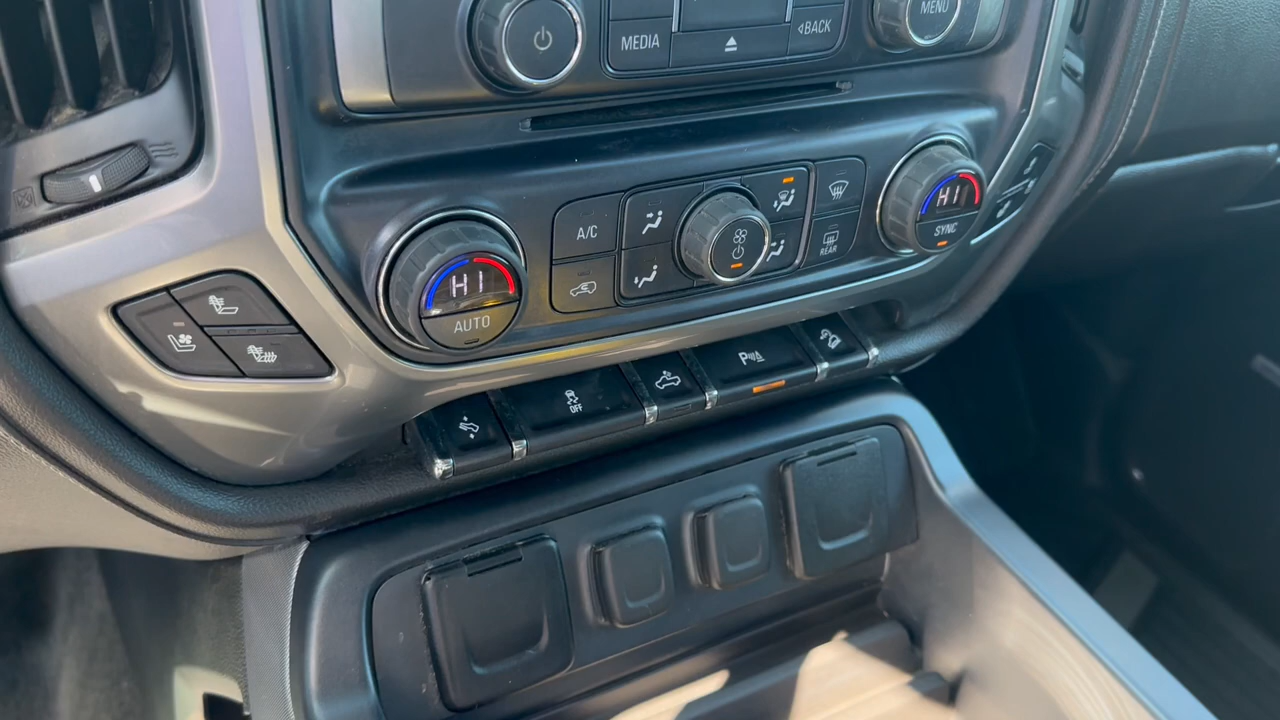 MEDIA
BACK
MENU
A/C
HI
AUTO
REAR
HI
SYNC
OFF
P